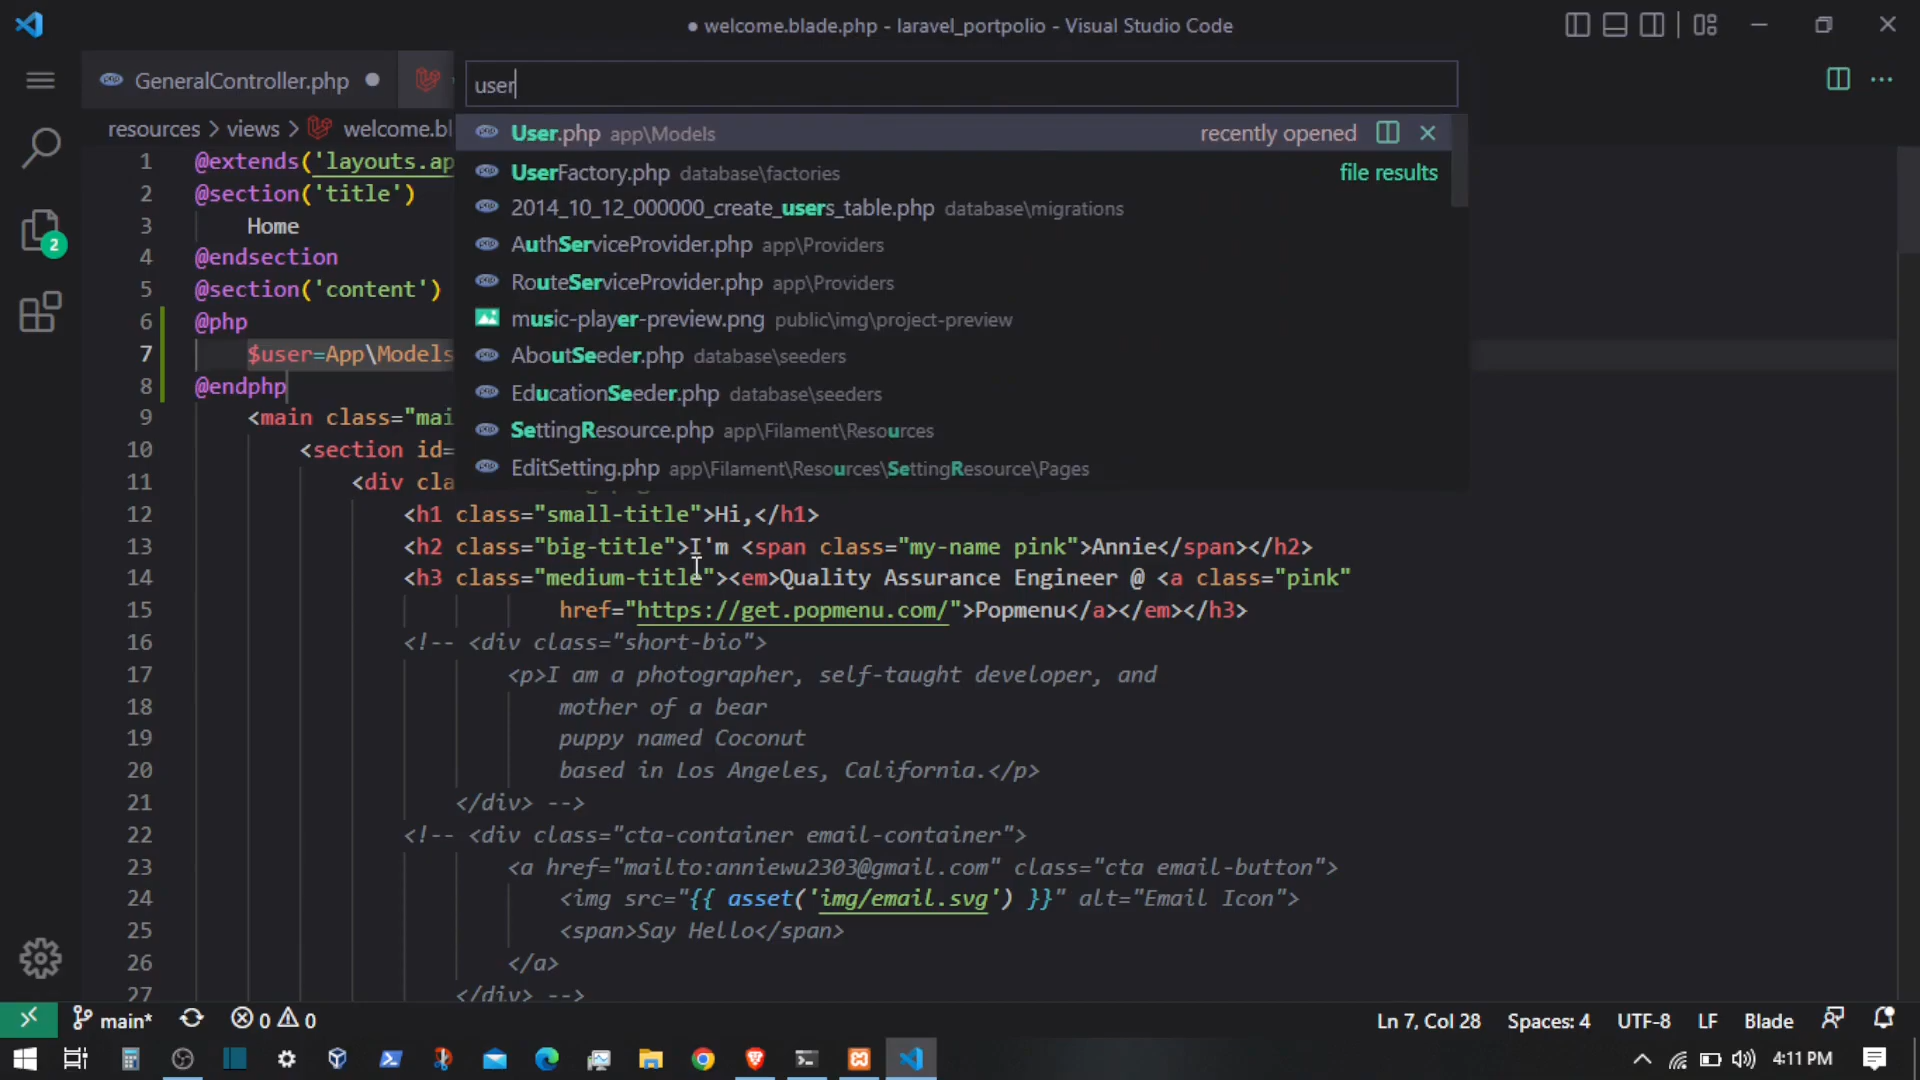 ● welcome.blade.php - laravel_portpolio - Visual Studio Code
GeneralController.php
user
resources > views > welcome.bl
User.php app\Models recently opened
UserFactory.php database\factories file results
2014_10_12_000000_create_users_table.php database\migrations
AuthServiceProvider.php app\Providers
RouteServiceProvider.php app\Providers
music-player-preview.png public\img\project-preview
AboutSeeder.php database\seeders
EducationSeeder.php database\seeders
SettingResource.php app\Filament\Resources
EditSetting.php app\Filament\Resources\SettingResource\Pages
1 @extends('layouts.ap
2 @section('title')
3 Home
4 @endsection
5 @section('content')
6 @php
7 $user=App\Models
8 @endphp
9 <main class="mai
10 <section id=
11 <div cla
12 <h1 class="small-title">Hi,</h1>
13 <h2 class="big-title">I'm <span class="my-name pink">Annie</span></h2>
14 <h3 class="medium-title"><em>Quality Assurance Engineer @ <a class="pink"
15 href="https://get.popmenu.com/">Popmenu</a></em></h3>
16 <!-- <div class="short-bio">
17 <p>I am a photographer, self-taught developer, and
18 mother of a bear
19 puppy named Coconut
20 based in Los Angeles, California.</p>
21 </div> -->
22 <!-- <div class="cta-container email-container">
23 <a href="mailto:anniewu2303@gmail.com" class="cta email-button">
24 <img src="{{ asset('img/email.svg') }}" alt="Email Icon">
25 <span>Say Hello</span>
26 </a>
27 </div> -->
2
main* 0 0 Ln 7, Col 28 Spaces: 4 UTF-8 LF Blade
4:11 PM